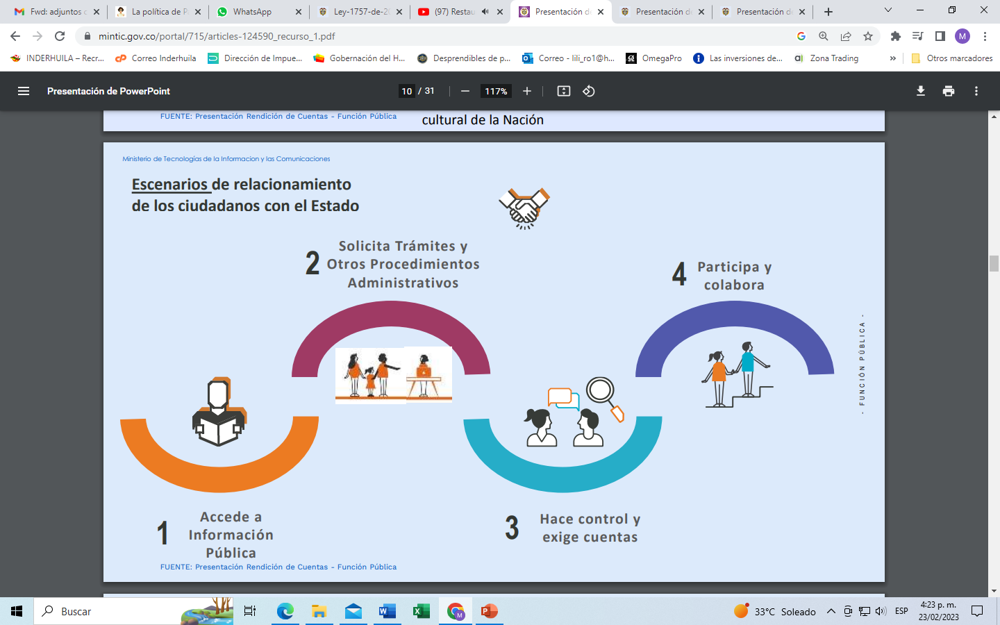 Fwd: adjuntos c
La política de P
WhatsApp
Ley-1757-de-2
(97) Restau
Presentación de
Presentación de
Presentación de
mintic.gov.co/portal/715/articles-124590_recurso_1.pdf
M
INDERHUILA – Recr...
Correo Inderhuila
Dirección de Impue...
Gobernación del H...
Desprendibles de p...
Correo - lili_ro1@h...
OmegaPro
Las inversiones de...
Zona Trading
»
Otros marcadores
Presentación de PowerPoint
10 / 31
117%
FUENTE: Presentación Rendición de Cuentas - Función Pública
cultural de la Nación
Ministerio de Tecnologías de la Informacion y las Comunicaciones
Escenarios de relacionamiento
de los ciudadanos con el Estado
2
Solicita Trámites y
Otros Procedimientos
Administrativos
4
Participa y
colabora
- FUNCIÓN PÚBLICA -
1
Accede a
Información
Pública
3
Hace control y
exige cuentas
FUENTE: Presentación Rendición de Cuentas - Función Pública
Buscar
33°C Soleado
ESP
4:23 p. m.
23/02/2023